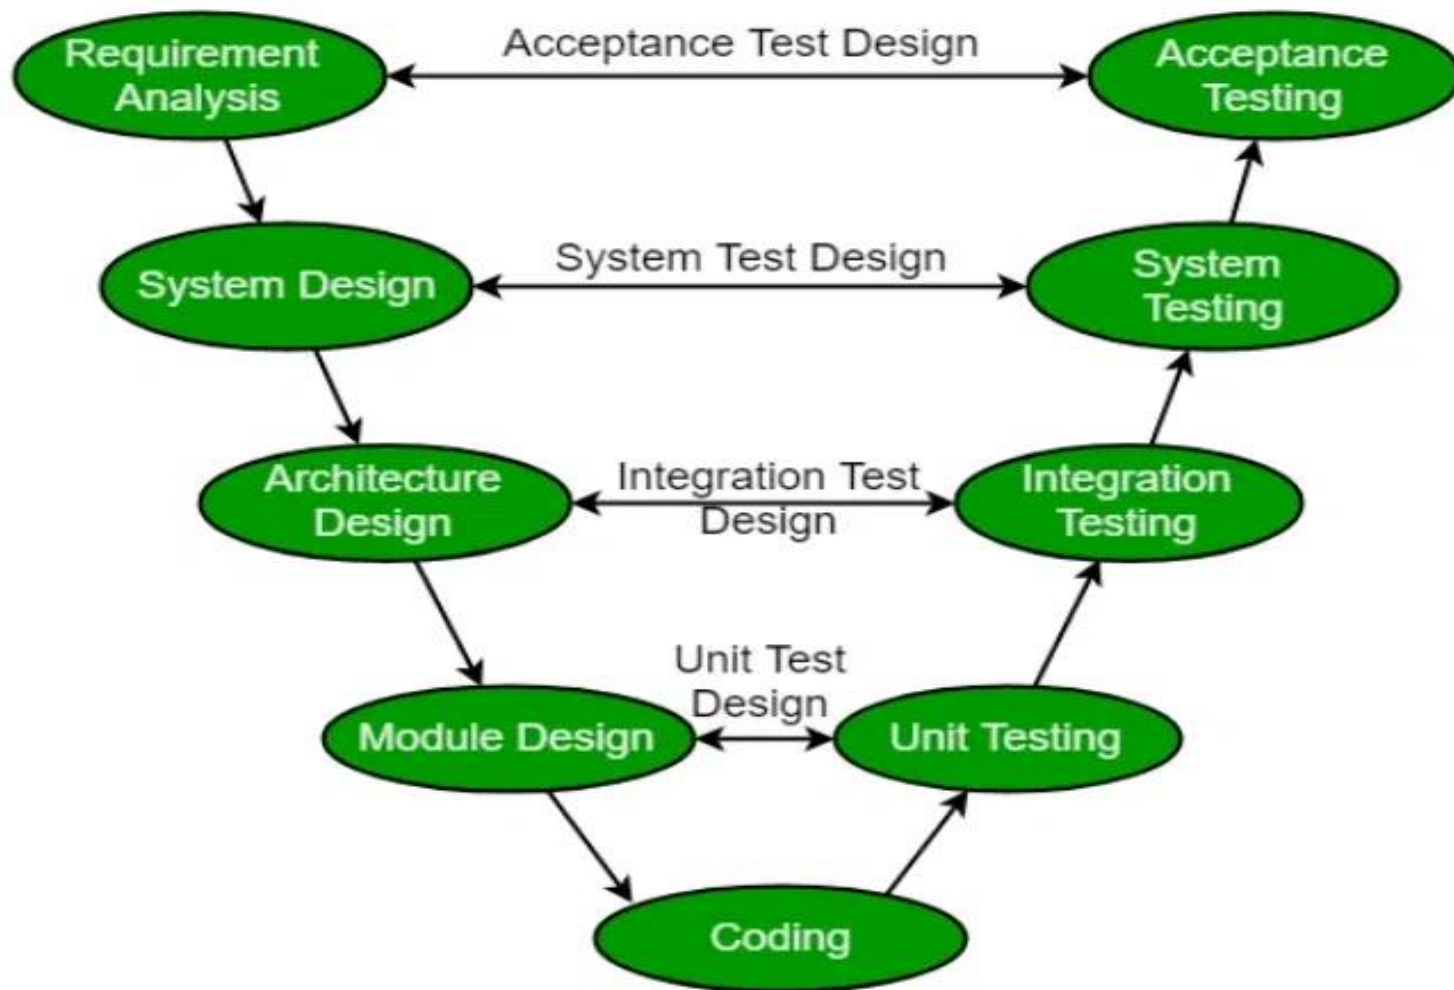 Requirement
Analysis
Acceptance Test Design
Acceptance
Testing
System Design
System Test Design
System
Testing
Architecture
Design
Integration Test
Design
Integration
Testing
Module Design
Unit Test
Design
Unit Testing
Coding